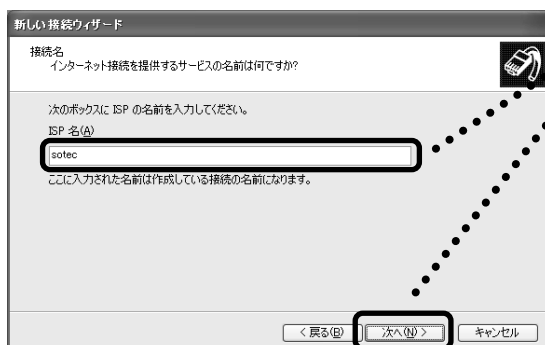 新しい接続ウィザード
接続名
インターネット接続を提供するサービスの名前は何ですか?
次のボックスに ISP の名前を入力してください。
ISP 名(A)
sotec
ここに入力された名前は作成している接続の名前になります。
< 戻る(B) 次へ(N) > キャンセル